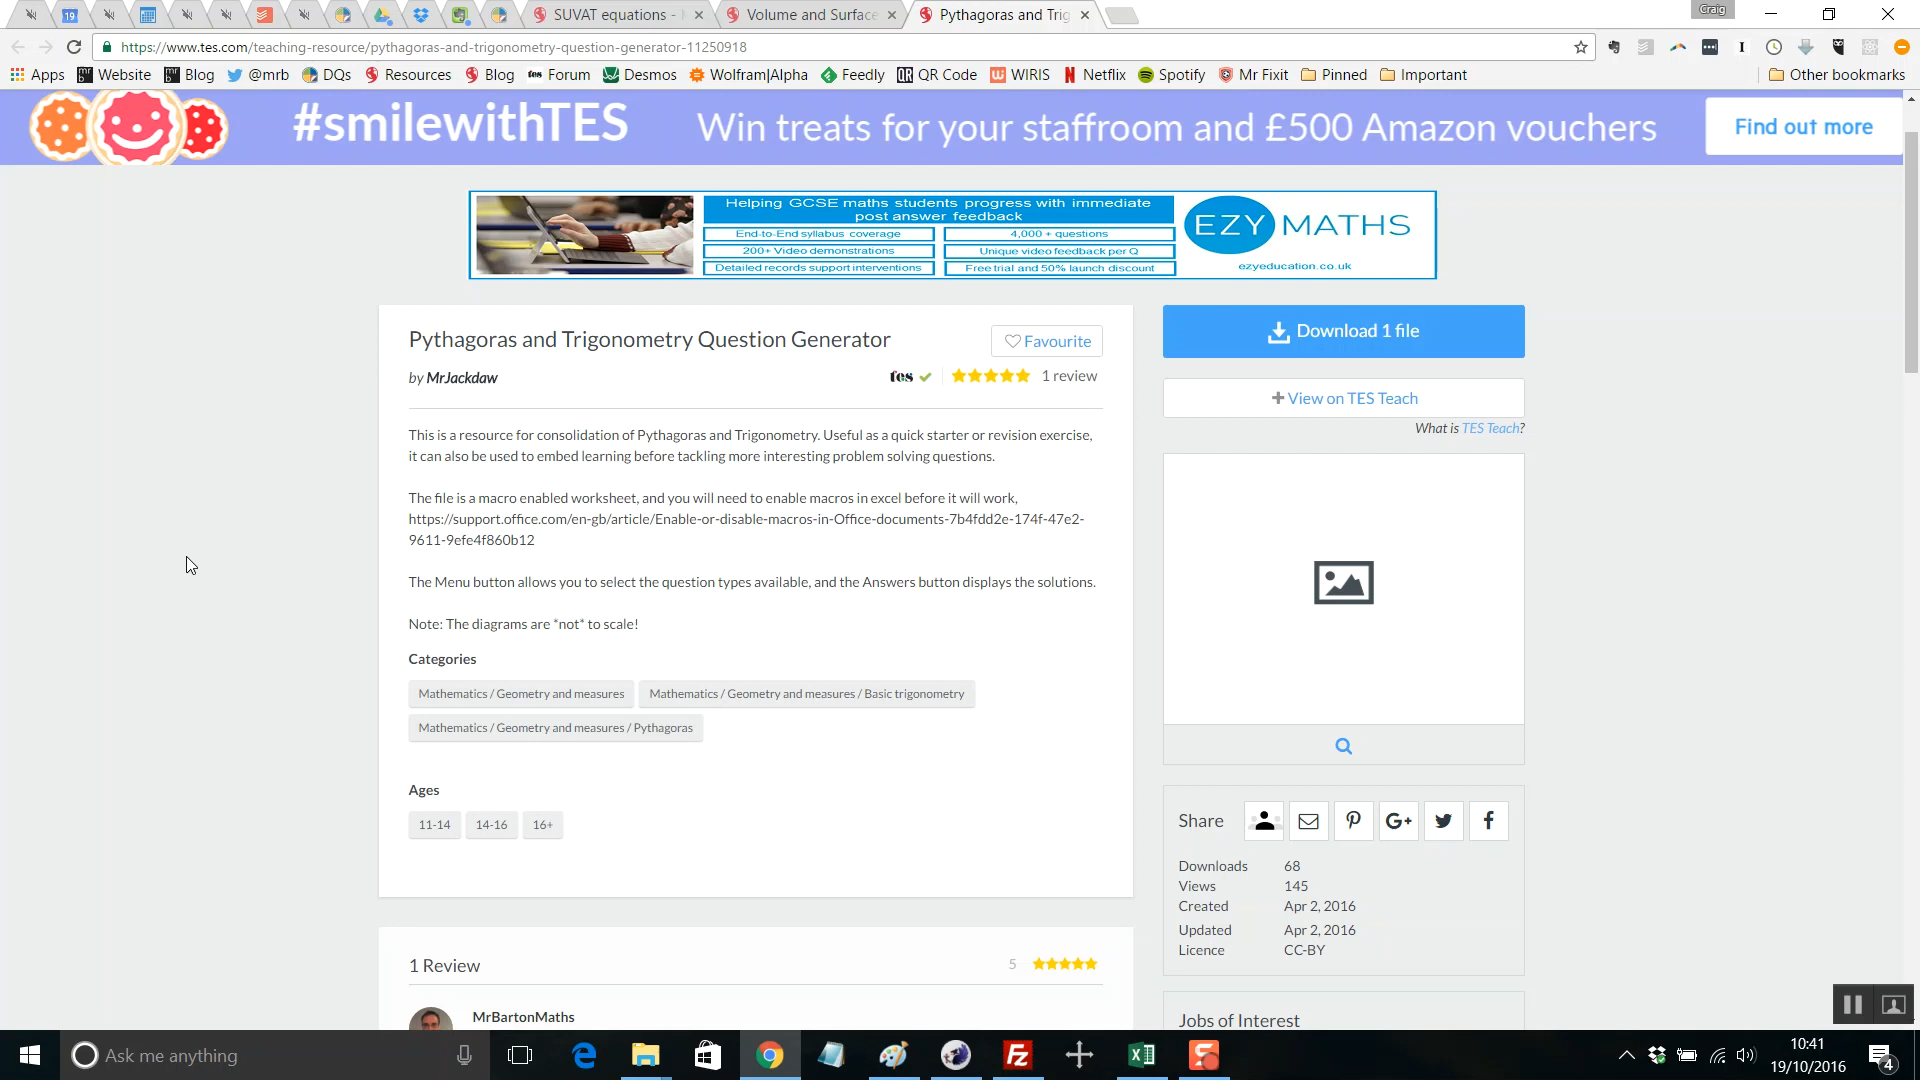 19
SUVAT equations -
Volume and Surface
Pythagoras and Trig
Craig
https://www.tes.com/teaching-resource/pythagoras-and-trigonometry-question-generator-11250918
Apps
Website
Blog
@mrb
DQs
Resources
Blog
tes Forum
Desmos
Wolfram|Alpha
Feedly
QR Code
WIRIS
Netflix
Spotify
Mr Fixit
Pinned
Important
Other bookmarks
#smilewithTES
Win treats for your staffroom and £500 Amazon vouchers
Find out more
Helping GCSE maths students progress with immediate
post answer feedback
End-to-End syllabus coverage
4,000 + questions
200+ Video demonstrations
Unique video feedback per Q
Detailed records support interventions
Free trial and 50% launch discount
EZY MATHS
ezyeducation.co.uk
Pythagoras and Trigonometry Question Generator
Favourite
by MrJackdaw
tes
1 review
This is a resource for consolidation of Pythagoras and Trigonometry. Useful as a quick starter or revision exercise,
it can also be used to embed learning before tackling more interesting problem solving questions.
The file is a macro enabled worksheet, and you will need to enable macros in excel before it will work,
https://support.office.com/en-gb/article/Enable-or-disable-macros-in-Office-documents-7b4fdd2e-174f-47e2-
9611-9efe4f860b12
The Menu button allows you to select the question types available, and the Answers button displays the solutions.
Note: The diagrams are *not* to scale!
Categories
Mathematics / Geometry and measures
Mathematics / Geometry and measures / Basic trigonometry
Mathematics / Geometry and measures / Pythagoras
Ages
11-14
14-16
16+
1 Review
5
MrBartonMaths
Download 1 file
View on TES Teach
What is TES Teach?
Share
G+
Downloads 68
Views 145
Created Apr 2, 2016
Updated Apr 2, 2016
Licence CC-BY
Jobs of Interest
Ask me anything
10:41
19/10/2016
4